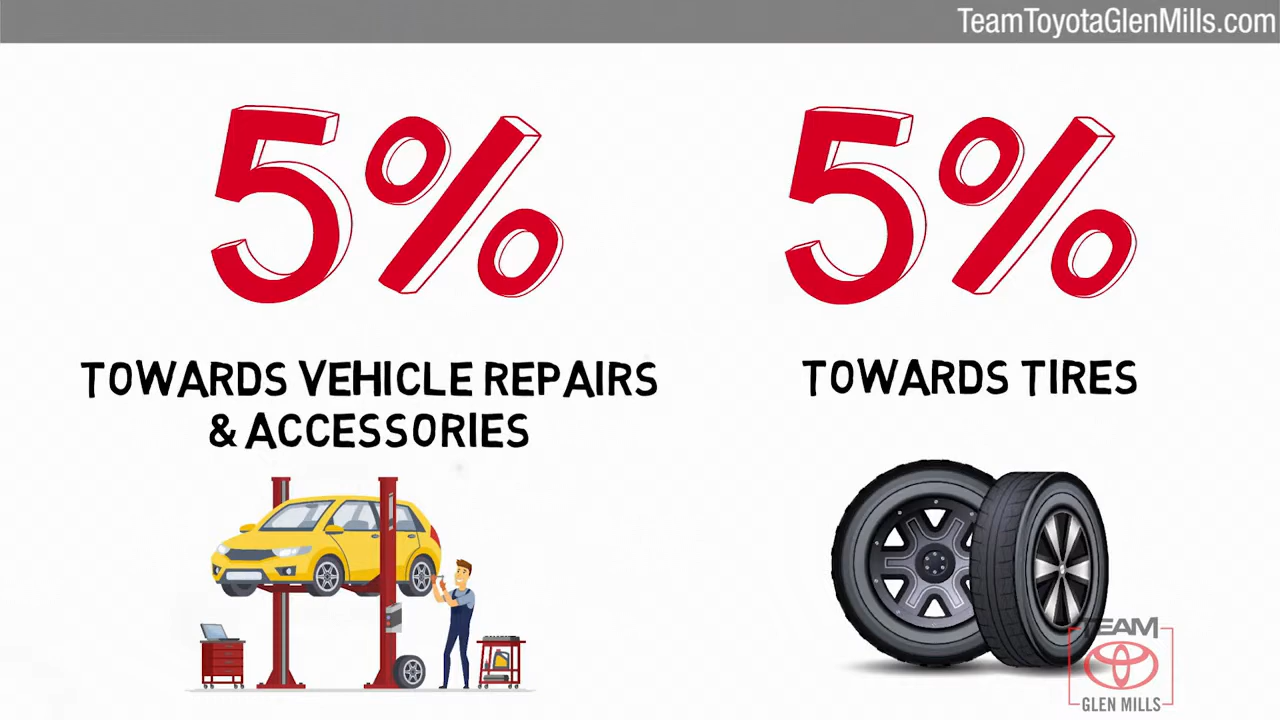 TeamToyotaGlenMills.com
5%
5%
TOWARDS VEHICLE REPAIRS
& ACCESSORIES
TOWARDS TIRES
TEAM
GLEN MILLS